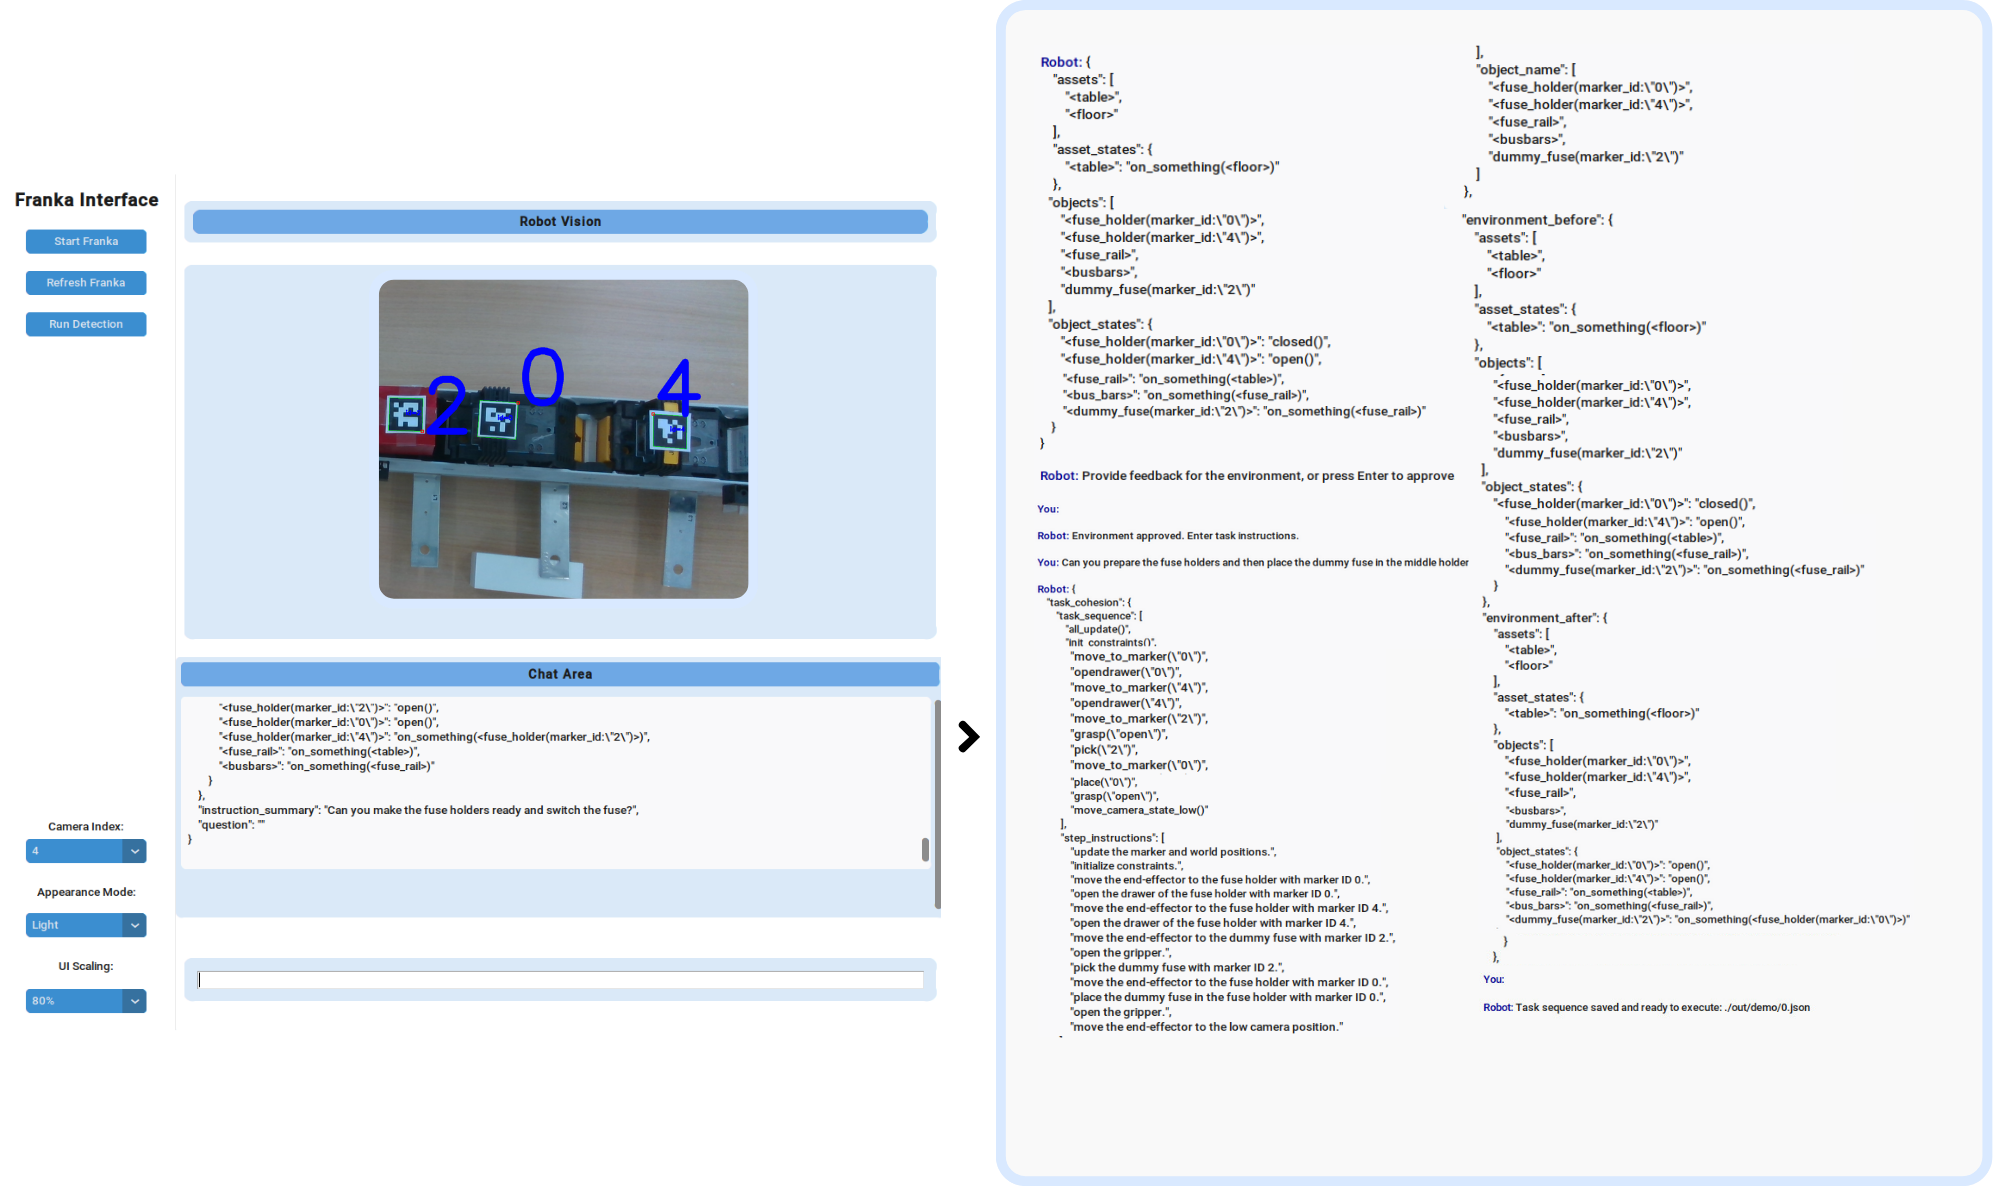 Franka Interface
Start Franka
Refresh Franka
Run Detection
Camera Index:
4
Appearance Mode:
Light
UI Scaling:
80%
Robot Vision
2
0
4
Chat Area
"<fuse_holder(marker_id:\"2\")>": "open()",
"<fuse_holder(marker_id:\"0\")>": "open()",
"<fuse_holder(marker_id:\"4\")>": "on_something(<fuse_holder(marker_id:\"2\")>)",
"<fuse_rail>": "on_something(<table>)",
"<busbars>": "on_something(<fuse_rail>)"
}
},
"instruction_summary": "Can you make the fuse holders ready and switch the fuse?",
"question": ""
}
Robot: {
"assets": [
"<table>",
"<floor>"
],
"asset_states": {
"<table>": "on_something(<floor>)"
},
"objects": [
"<fuse_holder(marker_id:\"0\")>",
"<fuse_holder(marker_id:\"4\")>",
"<fuse_rail>",
"<busbars>",
"dummy_fuse(marker_id:\"2\")"
],
"object_states": {
"<fuse_holder(marker_id:\"0\")>": "closed()",
"<fuse_holder(marker_id:\"4\")>": "open()",
"<fuse_rail>": "on_something(<table>)",
"<bus_bars>": "on_something(<fuse_rail>)",
"<dummy_fuse(marker_id:\"2\")>": "on_something(<fuse_rail>)"
}
}
Robot: Provide feedback for the environment, or press Enter to approve
You:
Robot: Environment approved. Enter task instructions.
You: Can you prepare the fuse holders and then place the dummy fuse in the middle holder
Robot: {
"task_cohesion": {
"task_sequence": [
"all_update()",
"init_constraints()",
"move_to_marker(\"0\")",
"opendrawer(\"0\")",
"move_to_marker(\"4\")",
"opendrawer(\"4\")",
"move_to_marker(\"2\")",
"grasp(\"open\")",
"pick(\"2\")",
"move_to_marker(\"0\")",
"place(\"0\")",
"grasp(\"open\")",
"move_camera_state_low()"
],
"step_instructions": [
"update the marker and world positions.",
"initialize constraints.",
"move the end-effector to the fuse holder with marker ID 0.",
"open the drawer of the fuse holder with marker ID 0.",
"move the end-effector to the fuse holder with marker ID 4.",
"open the drawer of the fuse holder with marker ID 4.",
"move the end-effector to the dummy fuse with marker ID 2.",
"open the gripper.",
"pick the dummy fuse with marker ID 2.",
"move the end-effector to the fuse holder with marker ID 0.",
"place the dummy fuse in the fuse holder with marker ID 0.",
"open the gripper.",
"move the end-effector to the low camera position."
],
"object_name": [
"<fuse_holder(marker_id:\"0\")>",
"<fuse_holder(marker_id:\"4\")>",
"<fuse_rail>",
"<busbars>",
"dummy_fuse(marker_id:\"2\")"
]
},
"environment_before": {
"assets": [
"<table>",
"<floor>"
],
"asset_states": {
"<table>": "on_something(<floor>)"
},
"objects": [
"<fuse_holder(marker_id:\"0\")>",
"<fuse_holder(marker_id:\"4\")>",
"<fuse_rail>",
"<busbars>",
"dummy_fuse(marker_id:\"2\")"
],
"object_states": {
"<fuse_holder(marker_id:\"0\")>": "closed()",
"<fuse_holder(marker_id:\"4\")>": "open()",
"<fuse_rail>": "on_something(<table>)",
"<bus_bars>": "on_something(<fuse_rail>)",
"<dummy_fuse(marker_id:\"2\")>": "on_something(<fuse_rail>)"
}
},
"environment_after": {
"assets": [
"<table>",
"<floor>"
],
"asset_states": {
"<table>": "on_something(<floor>)"
},
"objects": [
"<fuse_holder(marker_id:\"0\")>",
"<fuse_holder(marker_id:\"4\")>",
"<fuse_rail>",
"<busbars>",
"dummy_fuse(marker_id:\"2\")"
],
"object_states": {
"<fuse_holder(marker_id:\"0\")>": "open()",
"<fuse_holder(marker_id:\"4\")>": "open()",
"<fuse_rail>": "on_something(<table>)",
"<bus_bars>": "on_something(<fuse_rail>)",
"<dummy_fuse(marker_id:\"2\")>": "on_something(<fuse_holder(marker_id:\"0\")>)"
}
},
You:
Robot: Task sequence saved and ready to execute: ./out/demo/0.json